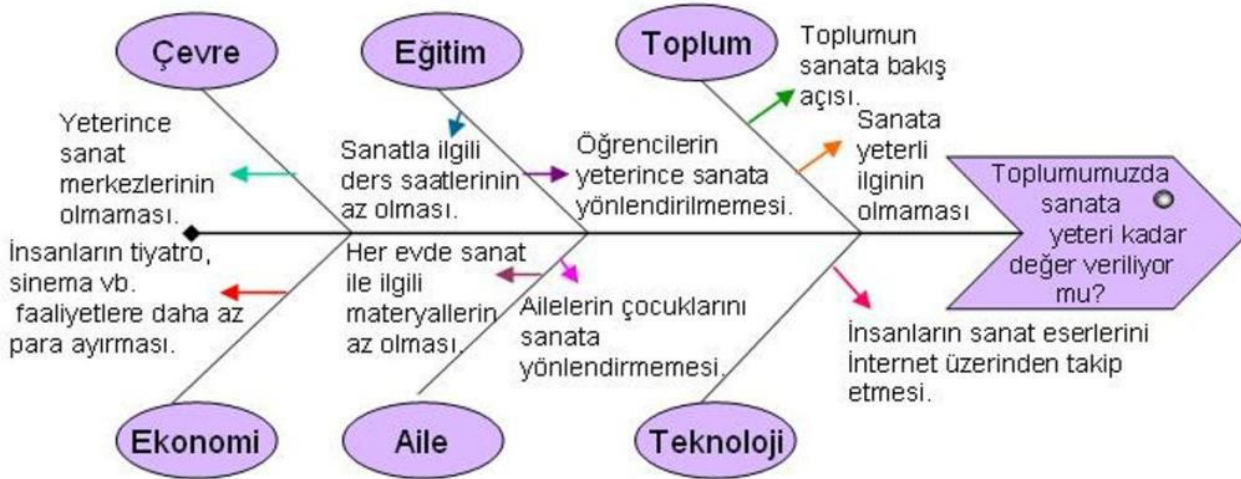 Çevre
Eğitim
Toplum
Toplumun
sanata bakış
açısı.
Yeterince
sanat
merkezlerinin
olmaması.
Sanatla ilgili
ders saatlerinin
az olması.
Öğrencilerin
yeterince sanata
yönlendirilmemesi.
Sanata
yeterli
ilginin
olmaması
Toplumumuzda
sanata
yeteri kadar
değer veriliyor
mu?
İnsanların tiyatro,
sinema vb.
faaliyetlere daha az
para ayırması.
Her evde sanat
ile ilgili
materyallerin
az olması.
Ailelerin çocuklarını
sanata
yönlendirmemesi.
İnsanların sanat eserlerini
İnternet üzerinden takip
etmesi.
Ekonomi
Aile
Teknoloji